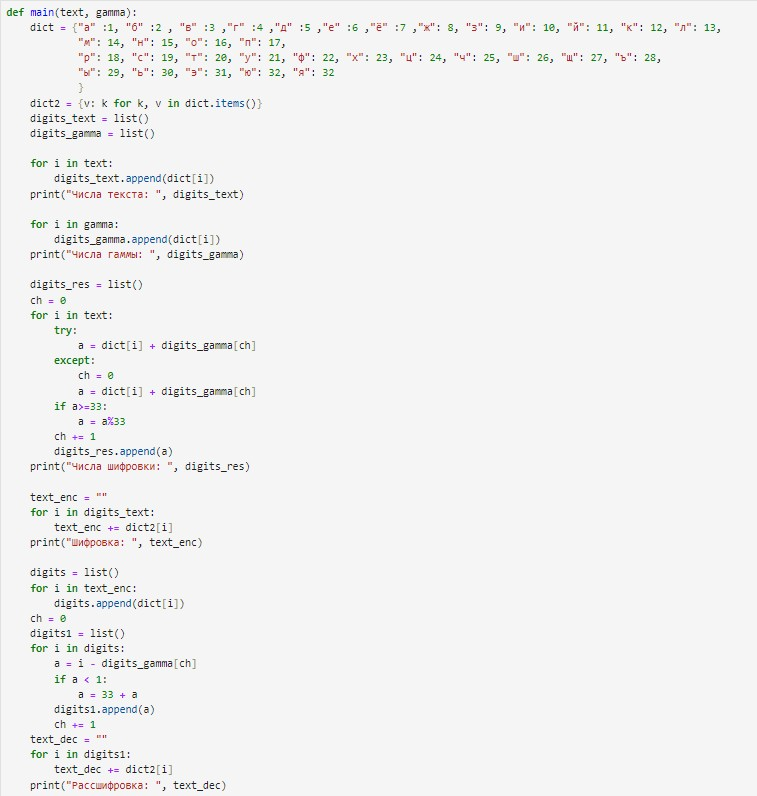 def main(text, gamma):
dict = {"а" :1, "б" :2 , "в" :3 ,"г" :4 ,"д" :5 ,"е" :6 ,"ё" :7 ,"ж": 8, "з": 9, "и": 10, "й": 11, "к": 12, "л": 13,
"м": 14, "н": 15, "о": 16, "п": 17,
"р": 18, "с": 19, "т": 20, "у": 21, "ф": 22, "х": 23, "ц": 24, "ч": 25, "ш": 26, "щ": 27, "ъ": 28,
"ы": 29, "ь": 30, "э": 31, "ю": 32, "я": 32
}
dict2 = {v: k for k, v in dict.items()}
digits_text = list()
digits_gamma = list()
for i in text:
digits_text.append(dict[i])
print("Числа текста: ", digits_text)
for i in gamma:
digits_gamma.append(dict[i])
print("Числа гаммы: ", digits_gamma)
digits_res = list()
ch = 0
for i in text:
try:
a = dict[i] + digits_gamma[ch]
except:
ch = 0
a = dict[i] + digits_gamma[ch]
if a>=33:
a = a%33
ch += 1
digits_res.append(a)
print("Числа шифровки: ", digits_res)
text_enc = ""
for i in digits_text:
text_enc += dict2[i]
print("Шифровка: ", text_enc)
digits = list()
for i in text_enc:
digits.append(dict[i])
ch = 0
digits1 = list()
for i in digits:
a = i - digits_gamma[ch]
if a < 1:
a = 33 + a
digits1.append(a)
ch += 1
text_dec = ""
for i in digits1:
text_dec += dict2[i]
print("Рассшифровка: ", text_dec)